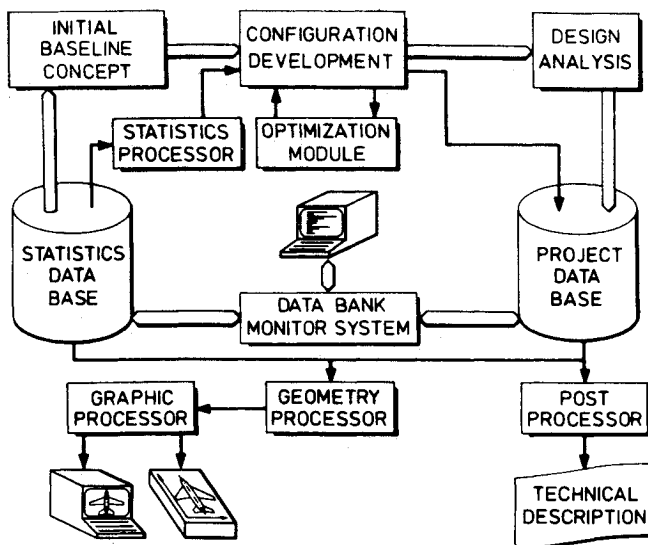 INITIAL
BASELINE
CONCEPT
CONFIGURATION
DEVELOPMENT
DESIGN
ANALYSIS
STATISTICS
PROCESSOR
OPTIMIZATION
MODULE
STATISTICS
DATA
BASE
PROJECT
DATA
BASE
DATA BANK
MONITOR SYSTEM
GRAPHIC
PROCESSOR
GEOMETRY
PROCESSOR
POST
PROCESSOR
TECHNICAL
DESCRIPTION